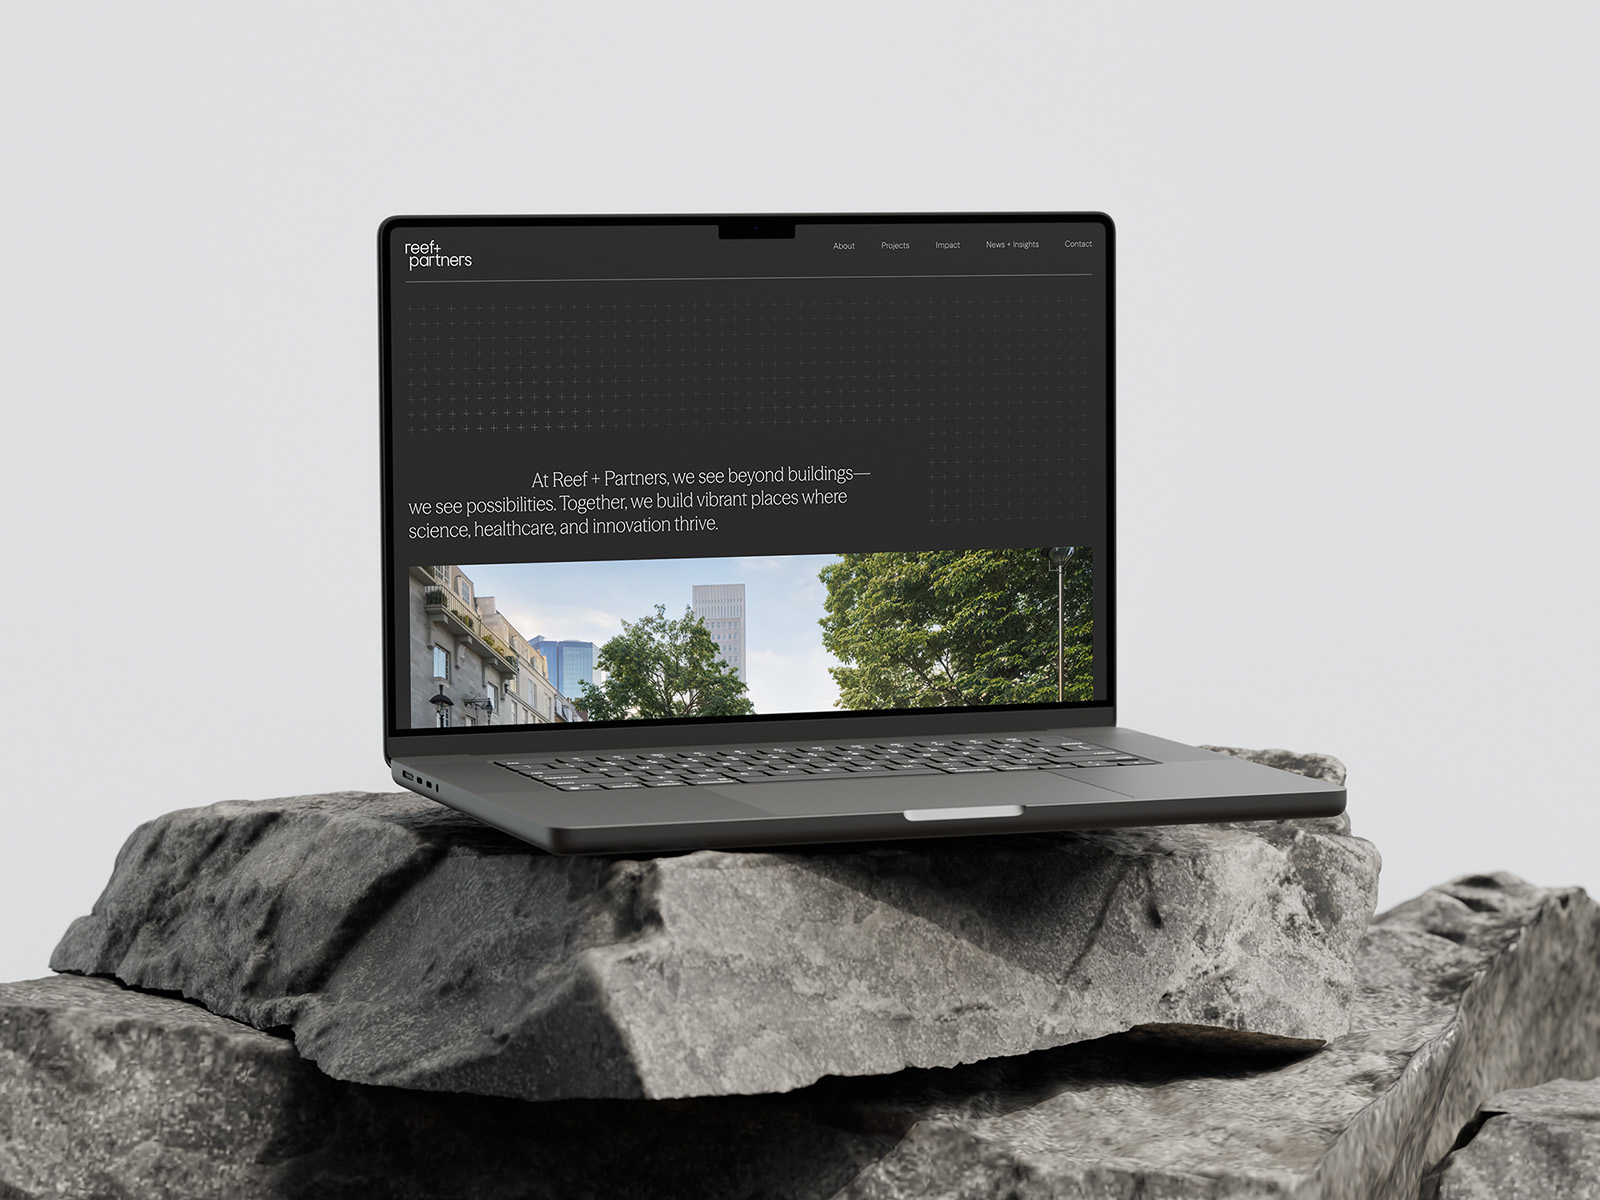 reef+
partners
About Projects Impact News + Insights Contact
At Reef + Partners, we see beyond buildings—
we see possibilities. Together, we build vibrant places where
science, healthcare, and innovation thrive.